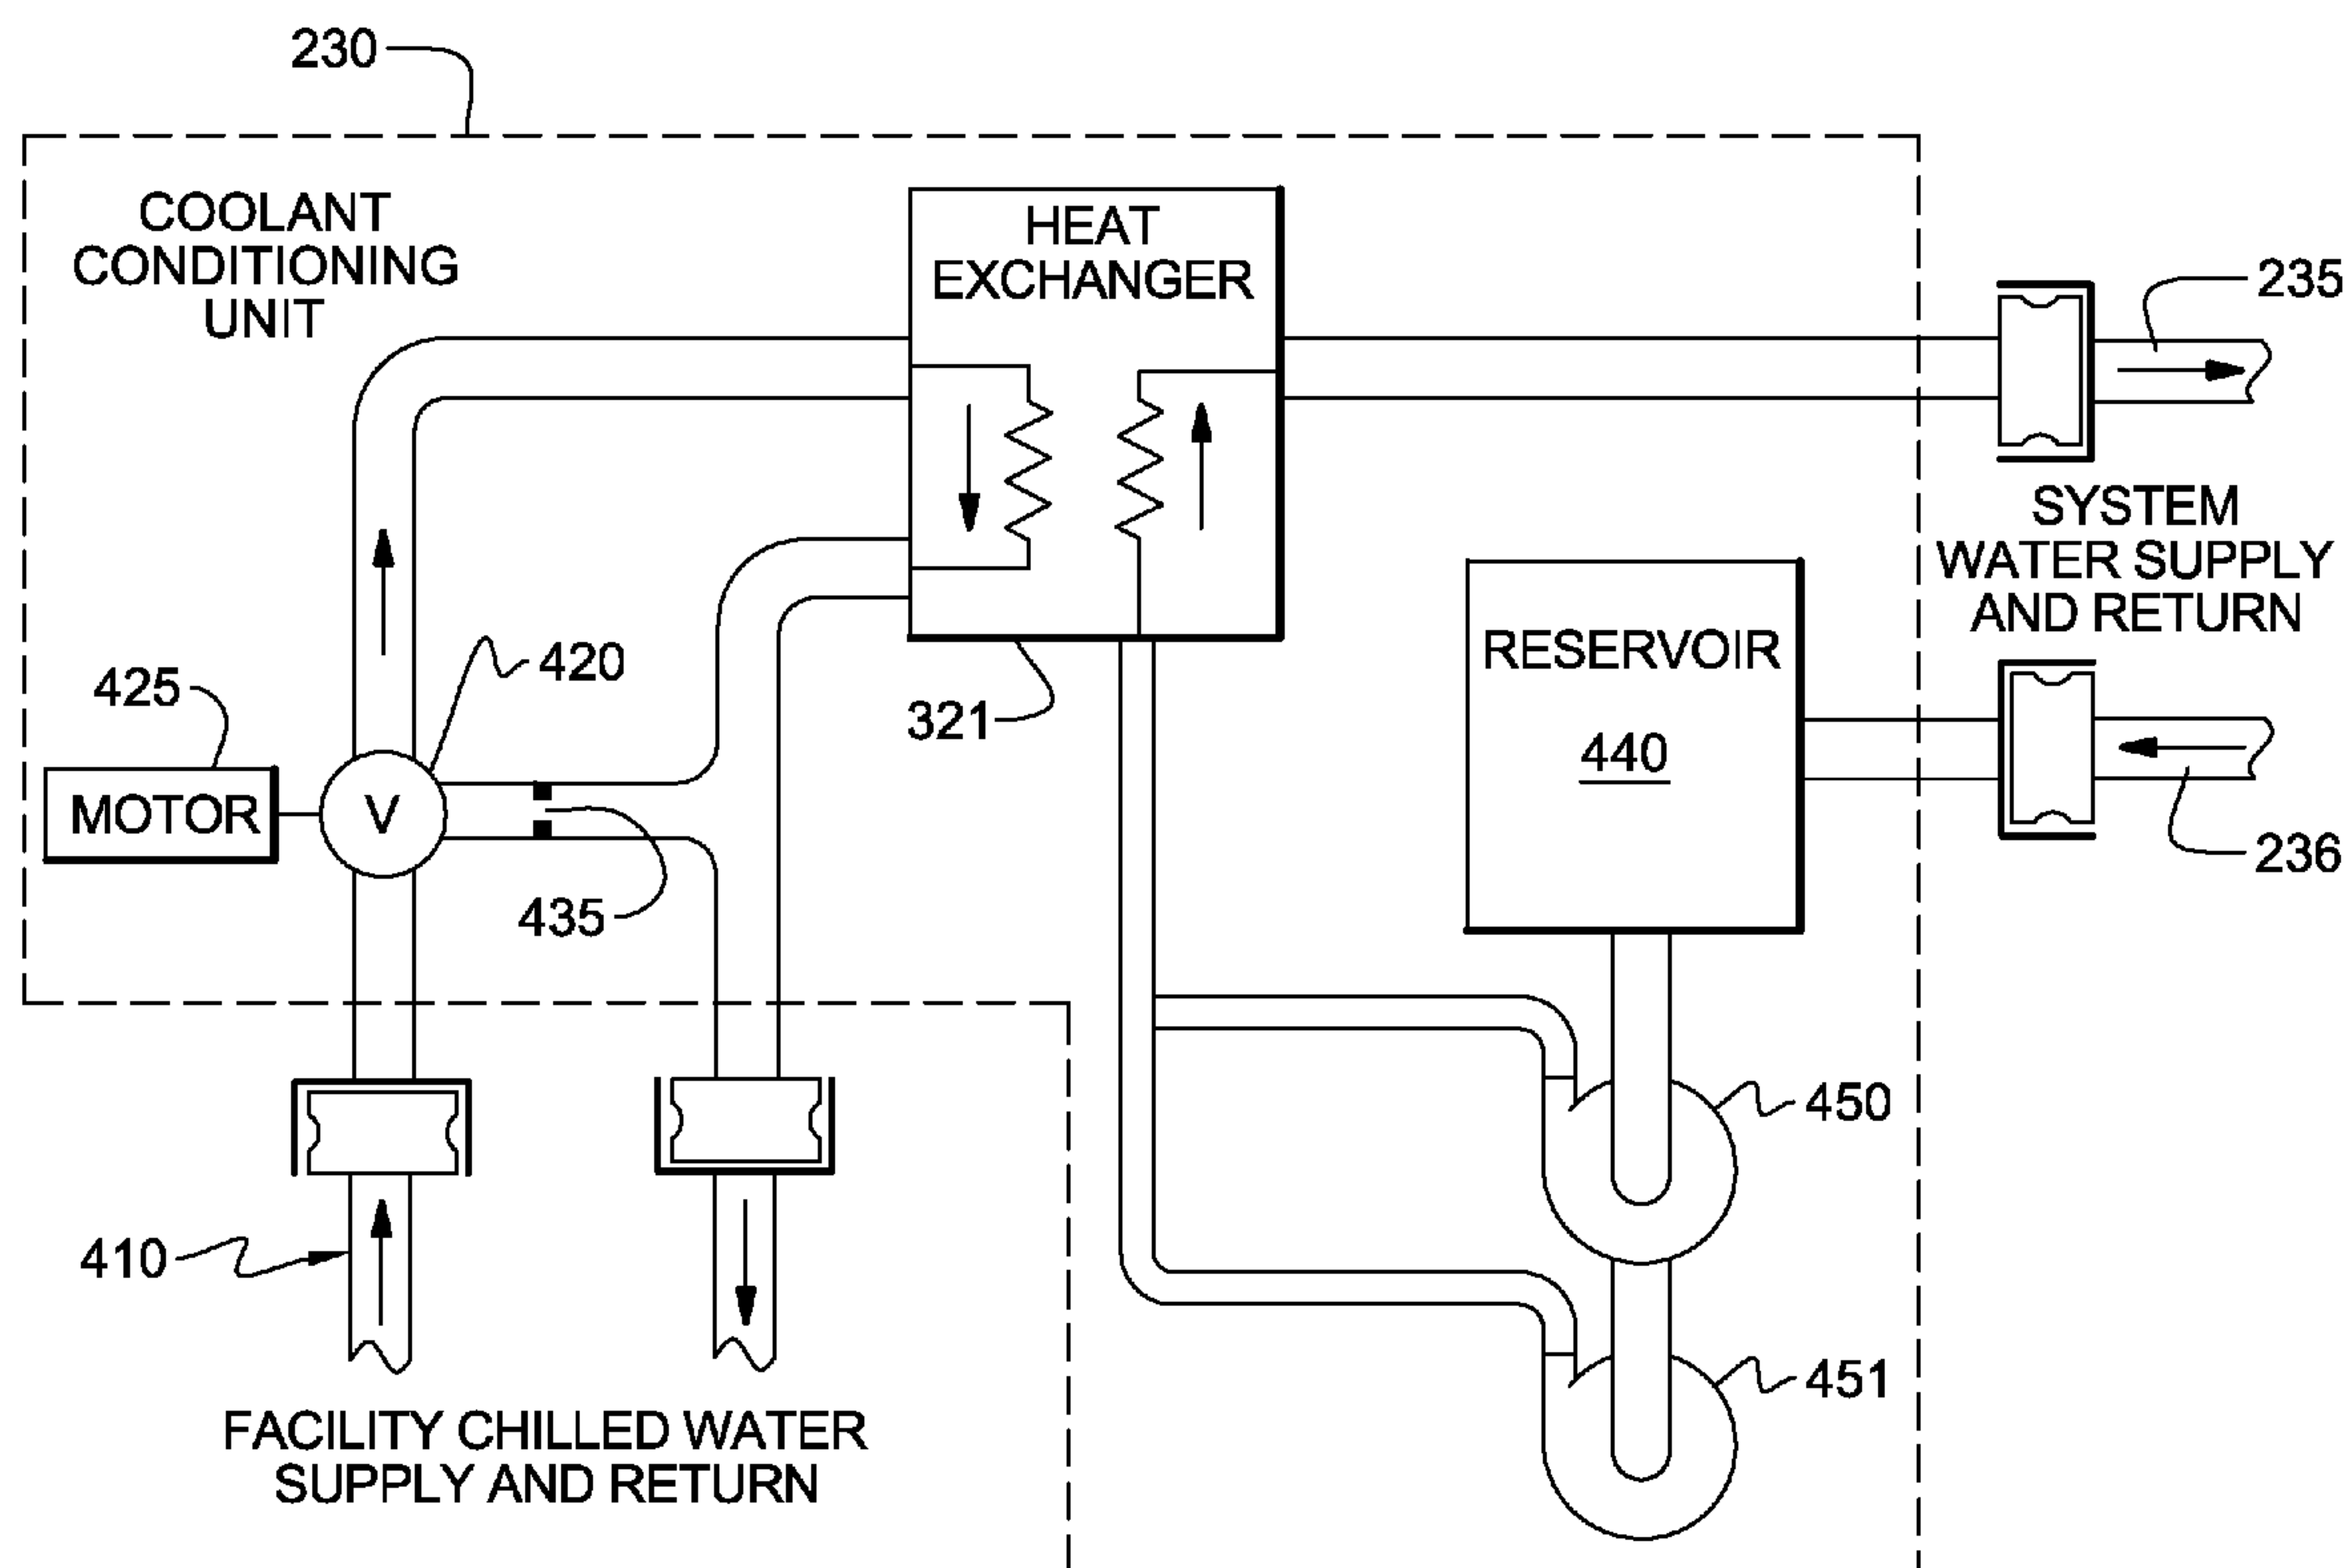 230
COOLANT
CONDITIONING
UNIT
HEAT
EXCHANGER
235
SYSTEM
WATER SUPPLY
AND RETURN
420
425
321
RESERVOIR
440
MOTOR
V
236
435
450
410
451
FACILITY CHILLED WATER
SUPPLY AND RETURN